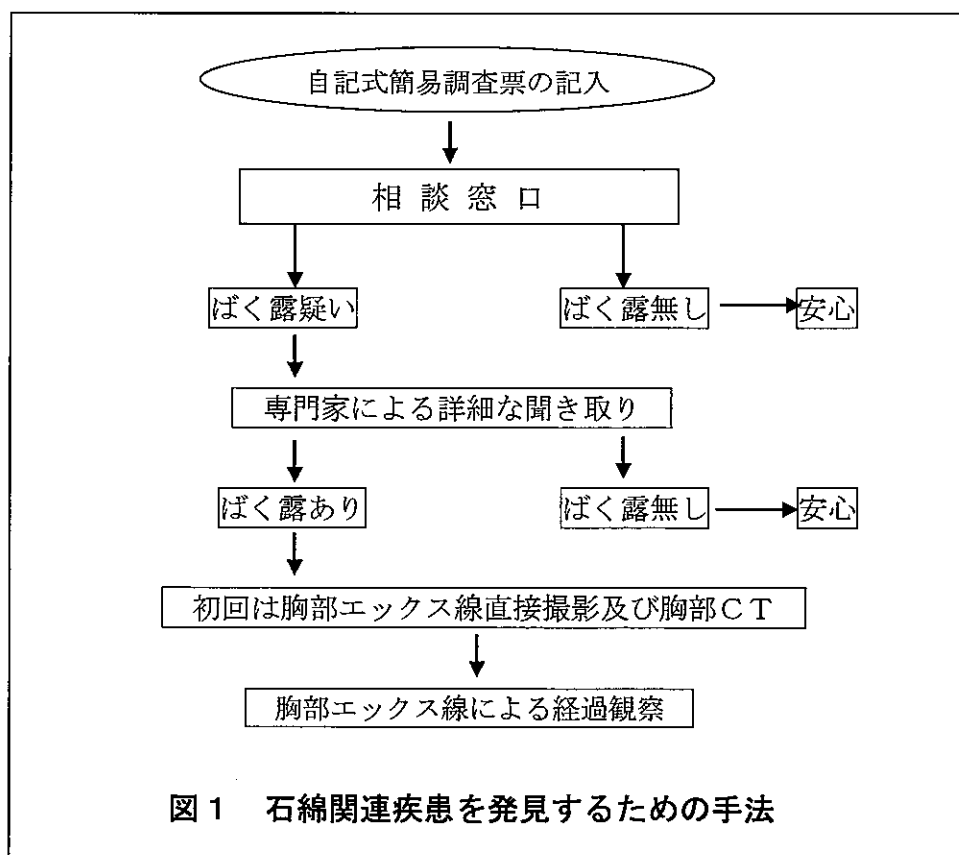 自記式簡易調査票の記入
相 談 窓 口
ばく露疑い
ばく露無し
安心
専門家による詳細な聞き取り
ばく露あり
ばく露無し
安心
初回は胸部エックス線直接撮影及び胸部ＣＴ
胸部エックス線による経過観察
図１　石綿関連疾患を発見するための手法